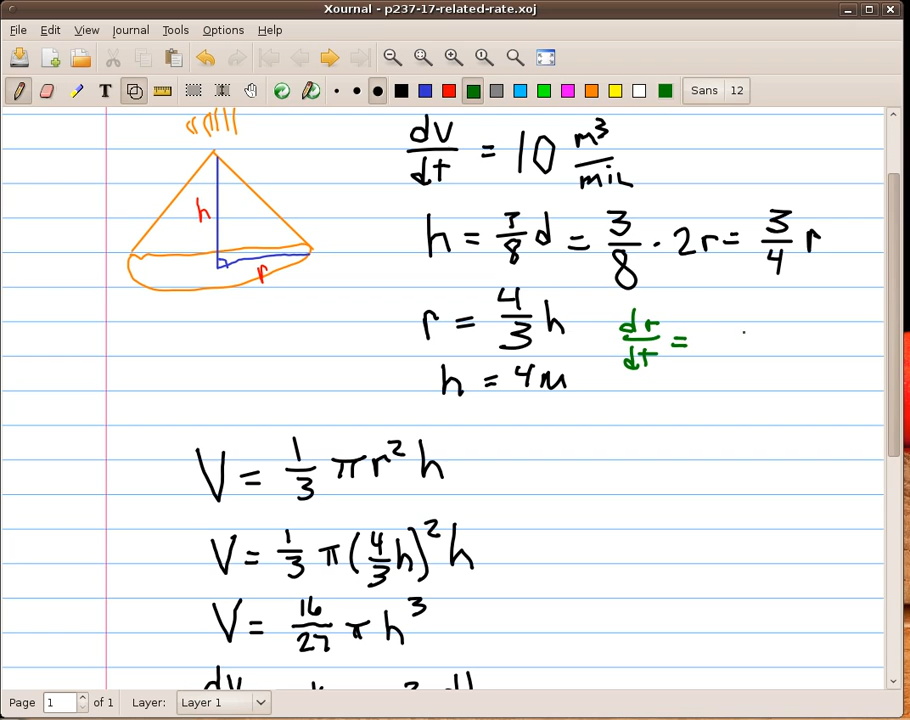 Xournal - p237-17-related-rate.xoj
File Edit View Journal Tools Options Help
Sans 12
dv/dt = 10 m³/min
h
r
h = 3/8 d = 3/8 · 2r = 3/4 r
r = 4/3 h
dr/dt =
h = 4m
V = 1/3 πr² h
V = 1/3 π(4/3 h)² h
V = 16/27 π h³
dv
Page 1 of 1 Layer: Layer 1